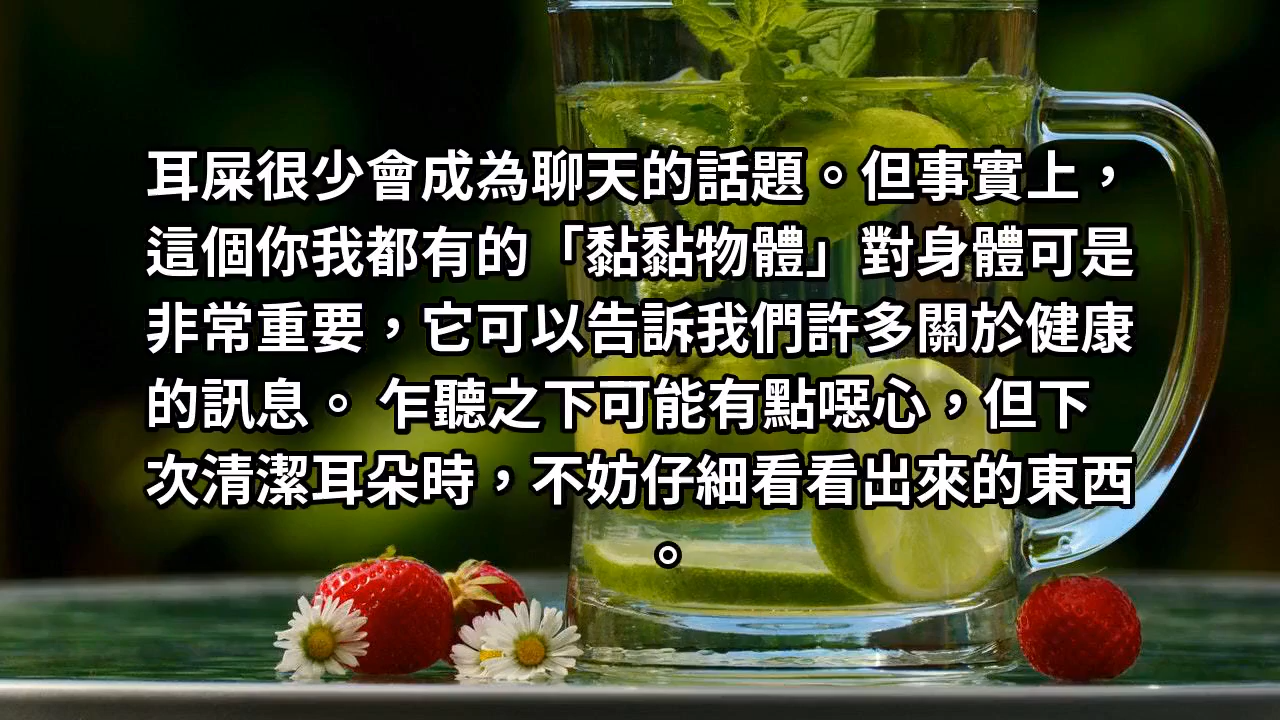 耳屎很少會成為聊天的話題。但事實上，
這個你我都有的「黏黏物體」對身體可是
非常重要，它可以告訴我們許多關於健康
的訊息。 乍聽之下可能有點噁心，但下
次清潔耳朵時，不妨仔細看看出來的東西
。